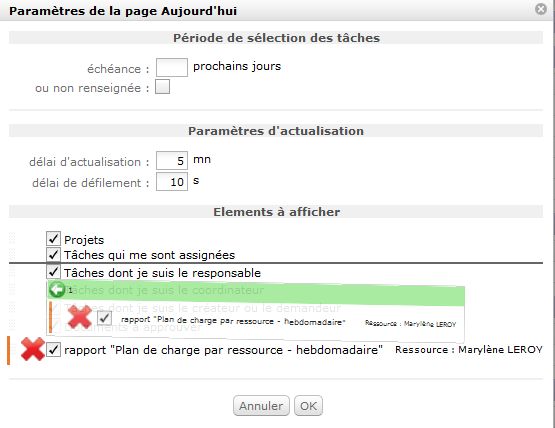 Paramètres de la page Aujourd'hui
Période de sélection des tâches
échéance : prochains jours
ou non renseignée :
Paramètres d'actualisation
délai d'actualisation : 5 mn
délai de défilement : 10 s
Elements à afficher
Projets
Tâches qui me sont assignées
Tâches dont je suis le responsable
1
Tâches dont je suis le coordinateur
Tâches dont je suis le créateur ou le demandeur
rapport "Plan de charge par ressource - hebdomadaire" Ressource : Marylène LEROY
à approuver
rapport "Plan de charge par ressource - hebdomadaire" Ressource : Marylène LEROY
Annuler OK